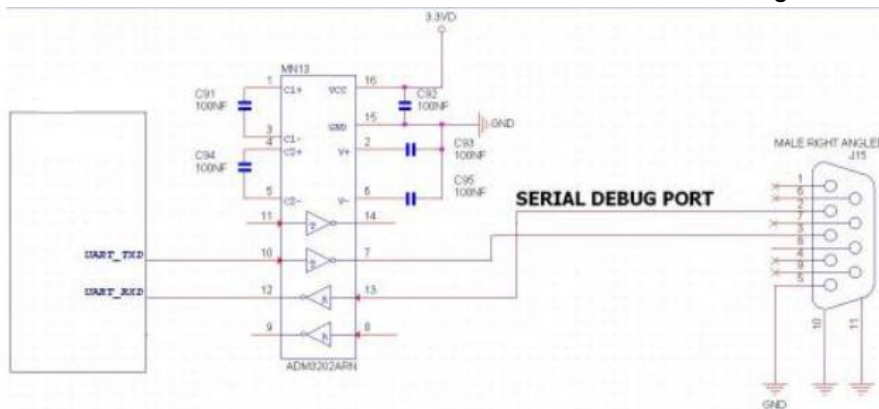 3.3VD
MN13
C91
100NF
1
C1+
VCC
16
C92
100NF
GND
15
GND
3
C1-
4
C2+
V+
2
C93
100NF
C94
100NF
C95
100NF
5
C2-
V-
6
11
14
SERIAL DEBUG PORT
UART_TXD
10
7
UART_RXD
12
13
9
8
ADM3202ARN
MALE RIGHT ANGLED
J15
1
6
2
7
3
8
4
9
5
10
11
GND